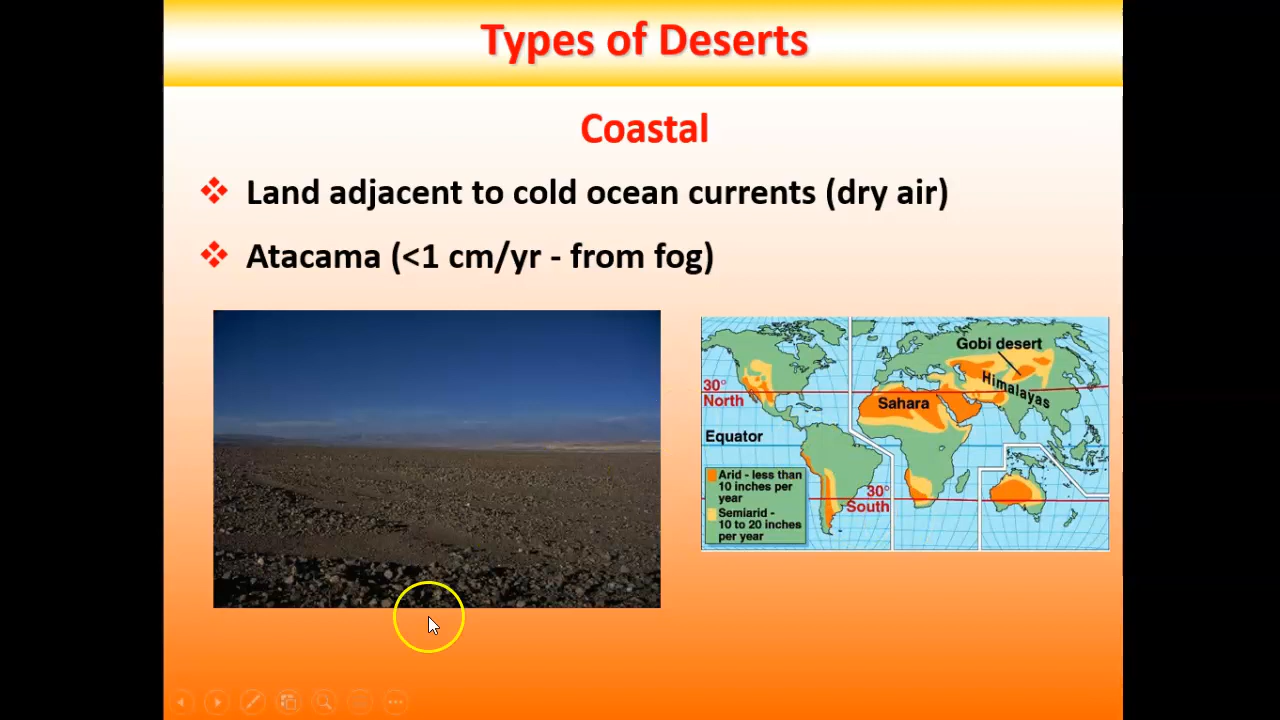 Types of Deserts
Coastal
Land adjacent to cold ocean currents (dry air)
Atacama (<1 cm/yr - from fog)
Gobi desert
Himalayas
30°
North
Sahara
Equator
Arid - less than
10 inches per
year
Semiarid -
10 to 20 inches
per year
30°
South